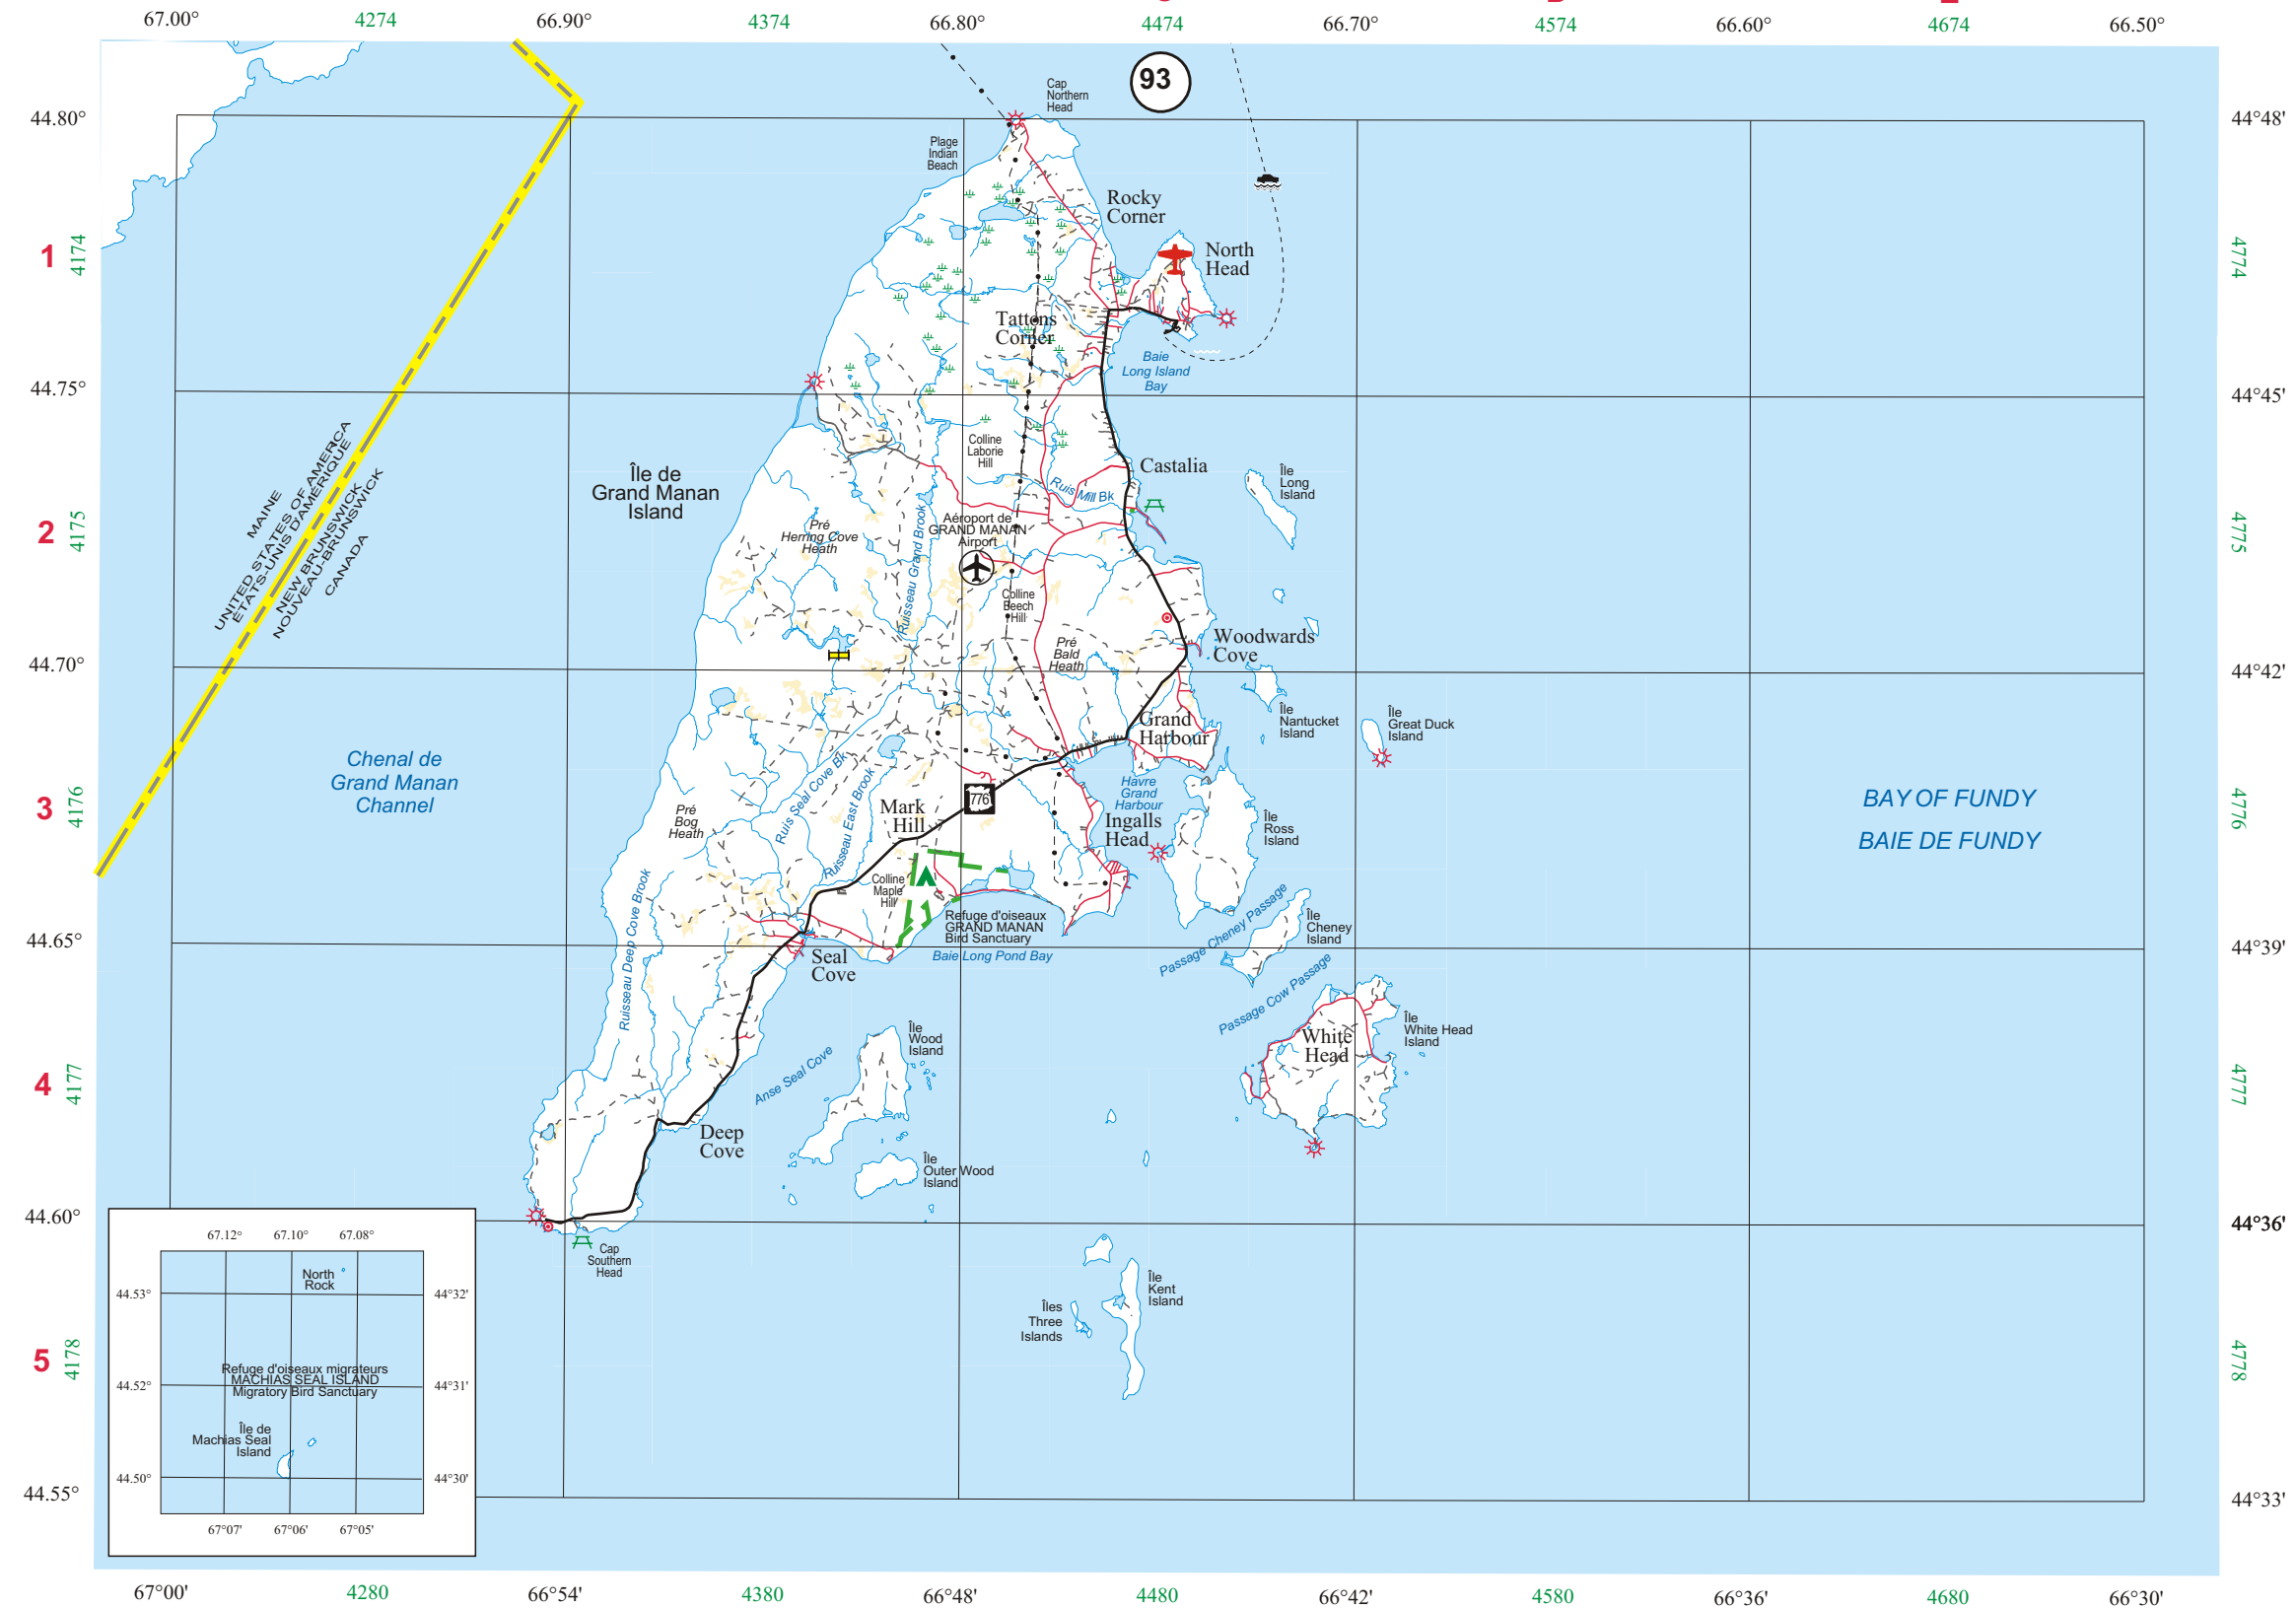 67.00°
4274
66.90°
4374
66.80°
4474
66.70°
4574
66.60°
4674
66.50°
93
44.80°
44°48'
Cap
Northern
Head
Plage
Indian
Beach
Rocky
Corner
North
Head
1
4174
4774
Tattons
Corner
Baie
Long Island
Bay
44.75°
44°45'
MAINE
UNITED STATES OF AMERICA
ÉTATS-UNIS D'AMÉRIQUE
NEW BRUNSWICK
NOUVEAU-BRUNSWICK
CANADA
Île de
Grand Manan
Island
Colline
Laborie
Hill
Castalia
Île
Long
Island
Ruis Mill Bk
2
4175
4775
Pré
Herring Cove
Heath
Ruisseau Grand Brook
Aéroport de
GRAND MANAN
Airport
Colline
Beech
Hill
Pré
Bald
Heath
Woodwards
Cove
44.70°
44°42'
Grand
Harbour
Île
Nantucket
Island
Île
Great Duck
Island
Chenal de
Grand Manan
Channel
3
4176
4776
Pré
Bog
Heath
Ruis Seal Cove Bk
Ruisseau East Brook
Mark
Hill
776
Havre
Grand
Harbour
Ingalls
Head
Île
Ross
Island
BAY OF FUNDY
BAIE DE FUNDY
Colline
Maple
Hill
Ruisseau Deep Cove Brook
Refuge d'oiseaux
GRAND MANAN
Bird Sanctuary
Baie Long Pond Bay
Passage Cheney Passage
Île
Cheney
Island
44.65°
44°39'
Seal
Cove
Passage Cow Passage
Île
Wood
Island
Anse Seal Cove
White
Head
Île
White Head
Island
4
4177
4777
Deep
Cove
Île
Outer Wood
Island
44.60°
44°36'
Cap
Southern
Head
Île
Kent
Island
Îles
Three
Islands
5
4178
4778
67.12°
67.10°
67.08°
North
Rock
44.53°
44°32'
Refuge d'oiseaux migrateurs
MACHIAS SEAL ISLAND
Migratory Bird Sanctuary
44.52°
44°31'
Île de
Machias Seal
Island
44.50°
44°30'
67°07'
67°06'
67°05'
44.55°
44°33'
67°00'
4280
66°54'
4380
66°48'
4480
66°42'
4580
66°36'
4680
66°30'